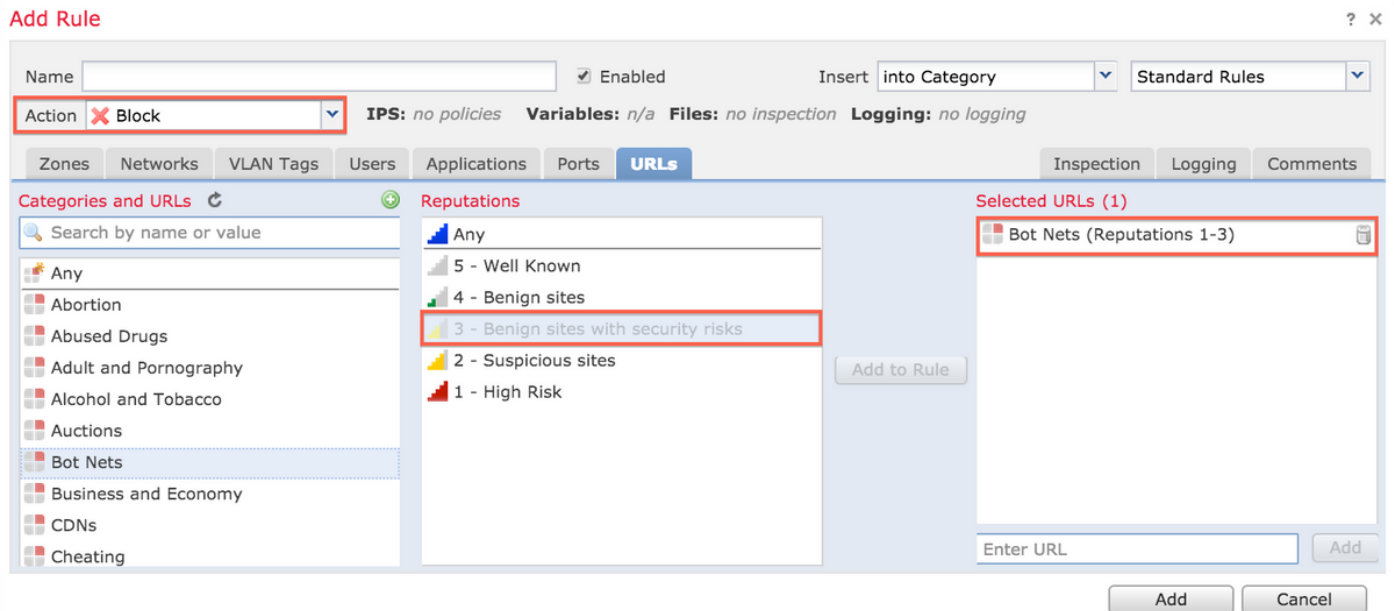 Add Rule
?
Name
Enabled
Insert into Category Standard Rules
Action Block IPS: no policies Variables: n/a Files: no inspection Logging: no logging
Zones Networks VLAN Tags Users Applications Ports URLs Inspection Logging Comments
Categories and URLs
Search by name or value
Any
Abortion
Abused Drugs
Adult and Pornography
Alcohol and Tobacco
Auctions
Bot Nets
Business and Economy
CDNs
Cheating
Reputations
Any
5 - Well Known
4 - Benign sites
3 - Benign sites with security risks
2 - Suspicious sites
1 - High Risk
Add to Rule
Selected URLs (1)
Bot Nets (Reputations 1-3)
Enter URL Add
Add Cancel